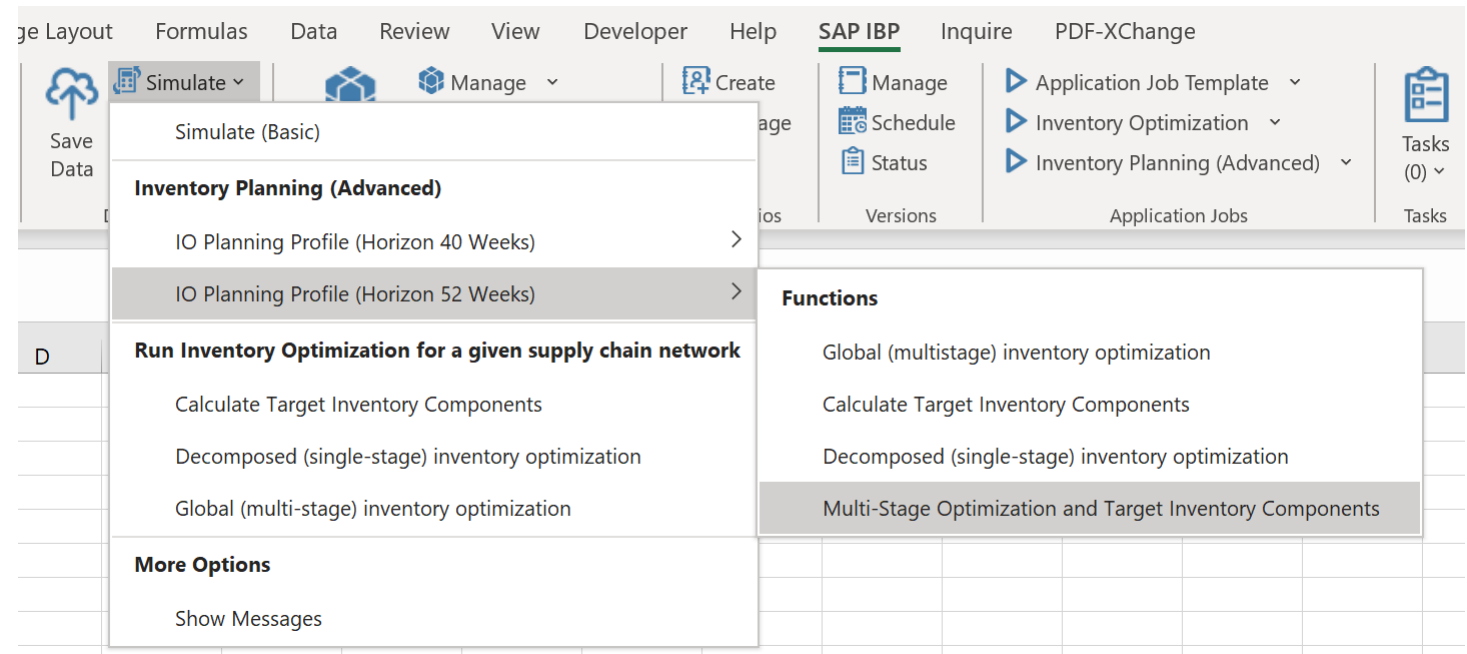 ge Layout Formulas Data Review View Developer Help SAP IBP Inquire PDF-XChange
Simulate Manage Create Manage Application Job Template
Save Data
age Schedule Inventory Optimization
Status Inventory Planning (Advanced)
Tasks (0)
ios Versions Application Jobs Tasks
D
Simulate (Basic)
Inventory Planning (Advanced)
IO Planning Profile (Horizon 40 Weeks)
IO Planning Profile (Horizon 52 Weeks)
Run Inventory Optimization for a given supply chain network
Calculate Target Inventory Components
Decomposed (single-stage) inventory optimization
Global (multi-stage) inventory optimization
More Options
Show Messages
Functions
Global (multistage) inventory optimization
Calculate Target Inventory Components
Decomposed (single-stage) inventory optimization
Multi-Stage Optimization and Target Inventory Components